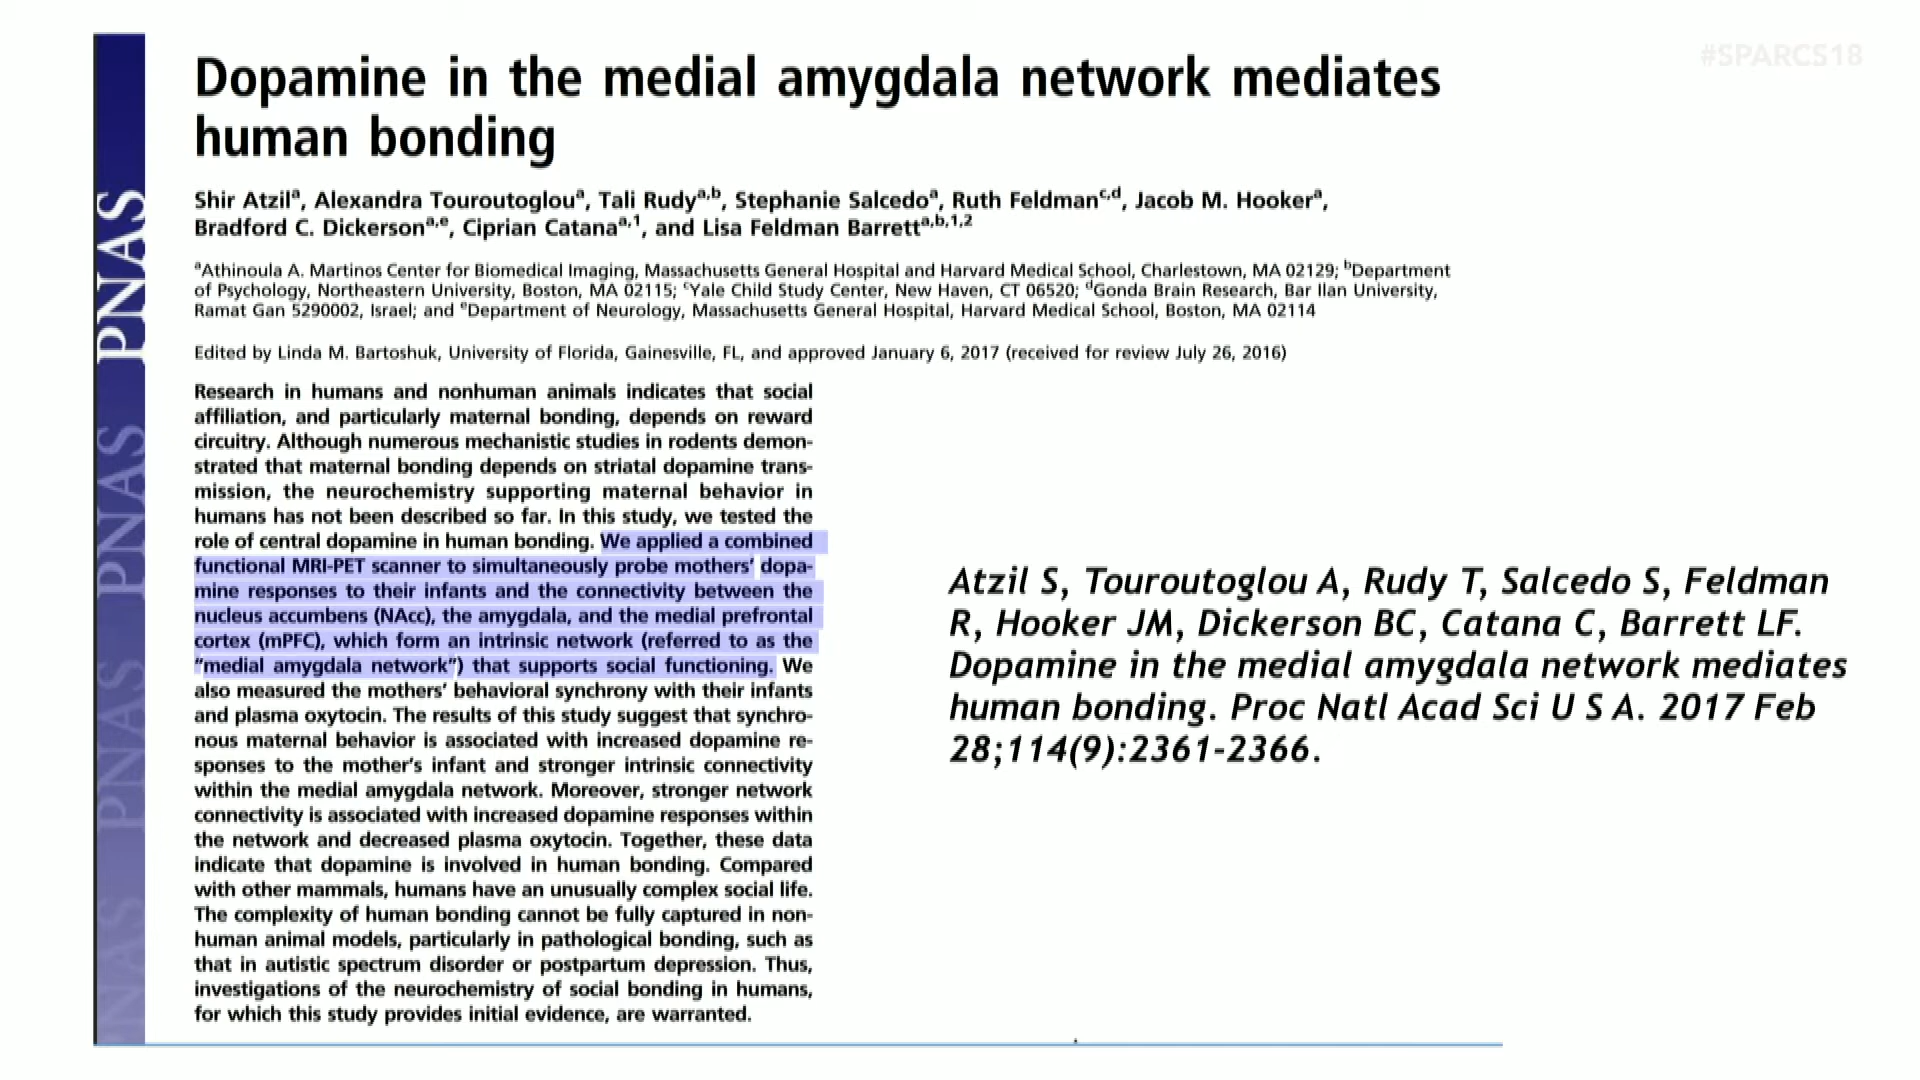 #SPARCS18
Dopamine in the medial amygdala network mediates
human bonding
Shir Atzilᵃ, Alexandra Touroutoglouᵃ, Tali Rudyᵃ,ᵇ, Stephanie Salcedoᵃ, Ruth Feldmanᶜ,ᵈ, Jacob M. Hookerᵃ,
Bradford C. Dickersonᵃ,ᵉ, Ciprian Catanaᵃ,¹, and Lisa Feldman Barrettᵃ,ᵇ,¹,²
ᵃAthinoula A. Martinos Center for Biomedical Imaging, Massachusetts General Hospital and Harvard Medical School, Charlestown, MA 02129; ᵇDepartment
of Psychology, Northeastern University, Boston, MA 02115; ᶜYale Child Study Center, New Haven, CT 06520; ᵈGonda Brain Research, Bar Ilan University,
Ramat Gan 5290002, Israel; and ᵉDepartment of Neurology, Massachusetts General Hospital, Harvard Medical School, Boston, MA 02114
Edited by Linda M. Bartoshuk, University of Florida, Gainesville, FL, and approved January 6, 2017 (received for review July 26, 2016)
Research in humans and nonhuman animals indicates that social
affiliation, and particularly maternal bonding, depends on reward
circuitry. Although numerous mechanistic studies in rodents demon-
strated that maternal bonding depends on striatal dopamine trans-
mission, the neurochemistry supporting maternal behavior in
humans has not been described so far. In this study, we tested the
role of central dopamine in human bonding. We applied a combined
functional MRI-PET scanner to simultaneously probe mothers' dopa-
mine responses to their infants and the connectivity between the
nucleus accumbens (NAcc), the amygdala, and the medial prefrontal
cortex (mPFC), which form an intrinsic network (referred to as the
"medial amygdala network") that supports social functioning. We
also measured the mothers' behavioral synchrony with their infants
and plasma oxytocin. The results of this study suggest that synchro-
nous maternal behavior is associated with increased dopamine re-
sponses to the mother's infant and stronger intrinsic connectivity
within the medial amygdala network. Moreover, stronger network
connectivity is associated with increased dopamine responses within
the network and decreased plasma oxytocin. Together, these data
indicate that dopamine is involved in human bonding. Compared
with other mammals, humans have an unusually complex social life.
The complexity of human bonding cannot be fully captured in non-
human animal models, particularly in pathological bonding, such as
that in autistic spectrum disorder or postpartum depression. Thus,
investigations of the neurochemistry of social bonding in humans,
for which this study provides initial evidence, are warranted.
Atzil S, Touroutoglou A, Rudy T, Salcedo S, Feldman
R, Hooker JM, Dickerson BC, Catana C, Barrett LF.
Dopamine in the medial amygdala network mediates
human bonding. Proc Natl Acad Sci U S A. 2017 Feb
28;114(9):2361-2366.
PNAS
PNAS
PNAS
PNAS